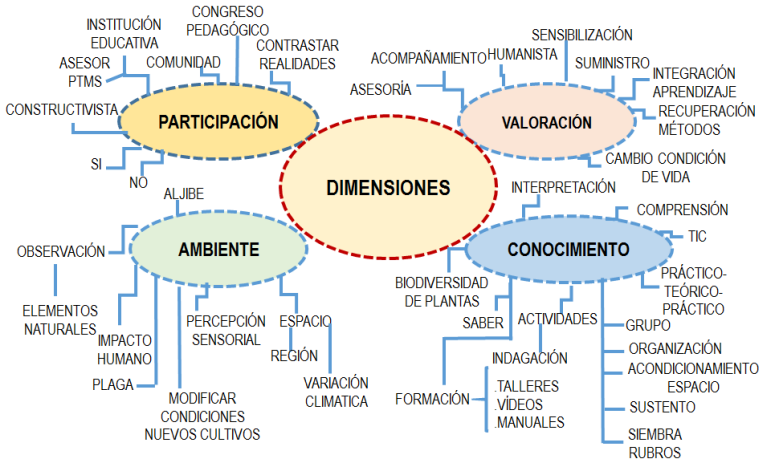 INSTITUCIÓN
EDUCATIVA
CONGRESO
PEDAGÓGICO
ASESOR
PTMS
COMUNIDAD
CONTRASTAR
REALIDADES
CONSTRUCTIVISTA
PARTICIPACIÓN
SI
NO
ACOMPAÑAMIENTO
HUMANISTA
SENSIBILIZACIÓN
SUMINISTRO
ASESORÍA
INTEGRACIÓN
APRENDIZAJE
RECUPERACIÓN
MÉTODOS
VALORACIÓN
CAMBIO CONDICIÓN
DE VIDA
DIMENSIONES
ALJIBE
OBSERVACIÓN
AMBIENTE
ELEMENTOS
NATURALES
IMPACTO
HUMANO
PLAGA
PERCEPCIÓN
SENSORIAL
ESPACIO
REGIÓN
VARIACIÓN
CLIMATICA
MODIFICAR
CONDICIONES
NUEVOS CULTIVOS
INTERPRETACIÓN
COMPRENSIÓN
TIC
CONOCIMIENTO
BIODIVERSIDAD
DE PLANTAS
PRÁCTICO-
TEÓRICO-
PRÁCTICO
SABER
ACTIVIDADES
GRUPO
INDAGACIÓN
ORGANIZACIÓN
ACONDICIONAMIENTO
ESPACIO
FORMACIÓN
.TALLERES
.VÍDEOS
.MANUALES
SUSTENTO
SIEMBRA
RUBROS